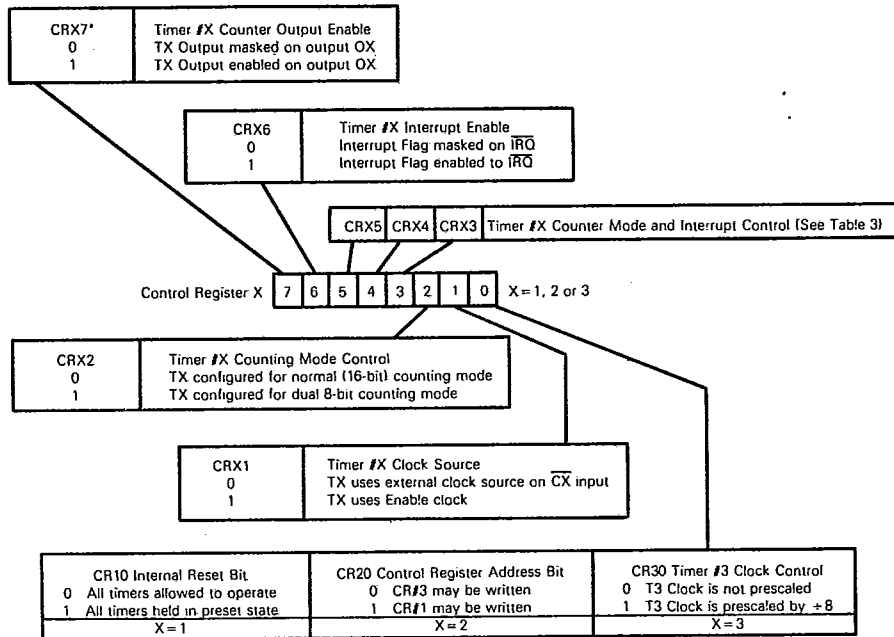 CRX7* Timer #X Counter Output Enable
0 TX Output masked on output OX
1 TX Output enabled on output OX
CRX6 Timer #X Interrupt Enable
0 Interrupt Flag masked on IRQ
1 Interrupt Flag enabled to IRQ
CRX5 CRX4 CRX3 Timer #X Counter Mode and Interrupt Control (See Table 3)
Control Register X 7 6 5 4 3 2 1 0 X=1, 2 or 3
CRX2 Timer #X Counting Mode Control
0 TX configured for normal (16-bit) counting mode
1 TX configured for dual 8-bit counting mode
CRX1 Timer #X Clock Source
0 TX uses external clock source on CX input
1 TX uses Enable clock
CR10 Internal Reset Bit
0 All timers allowed to operate
1 All timers held in preset state
X=1
CR20 Control Register Address Bit
0 CR#3 may be written
1 CR#1 may be written
X=2
CR30 Timer #3 Clock Control
0 T3 Clock is not prescaled
1 T3 Clock is prescaled by ÷8
X=3